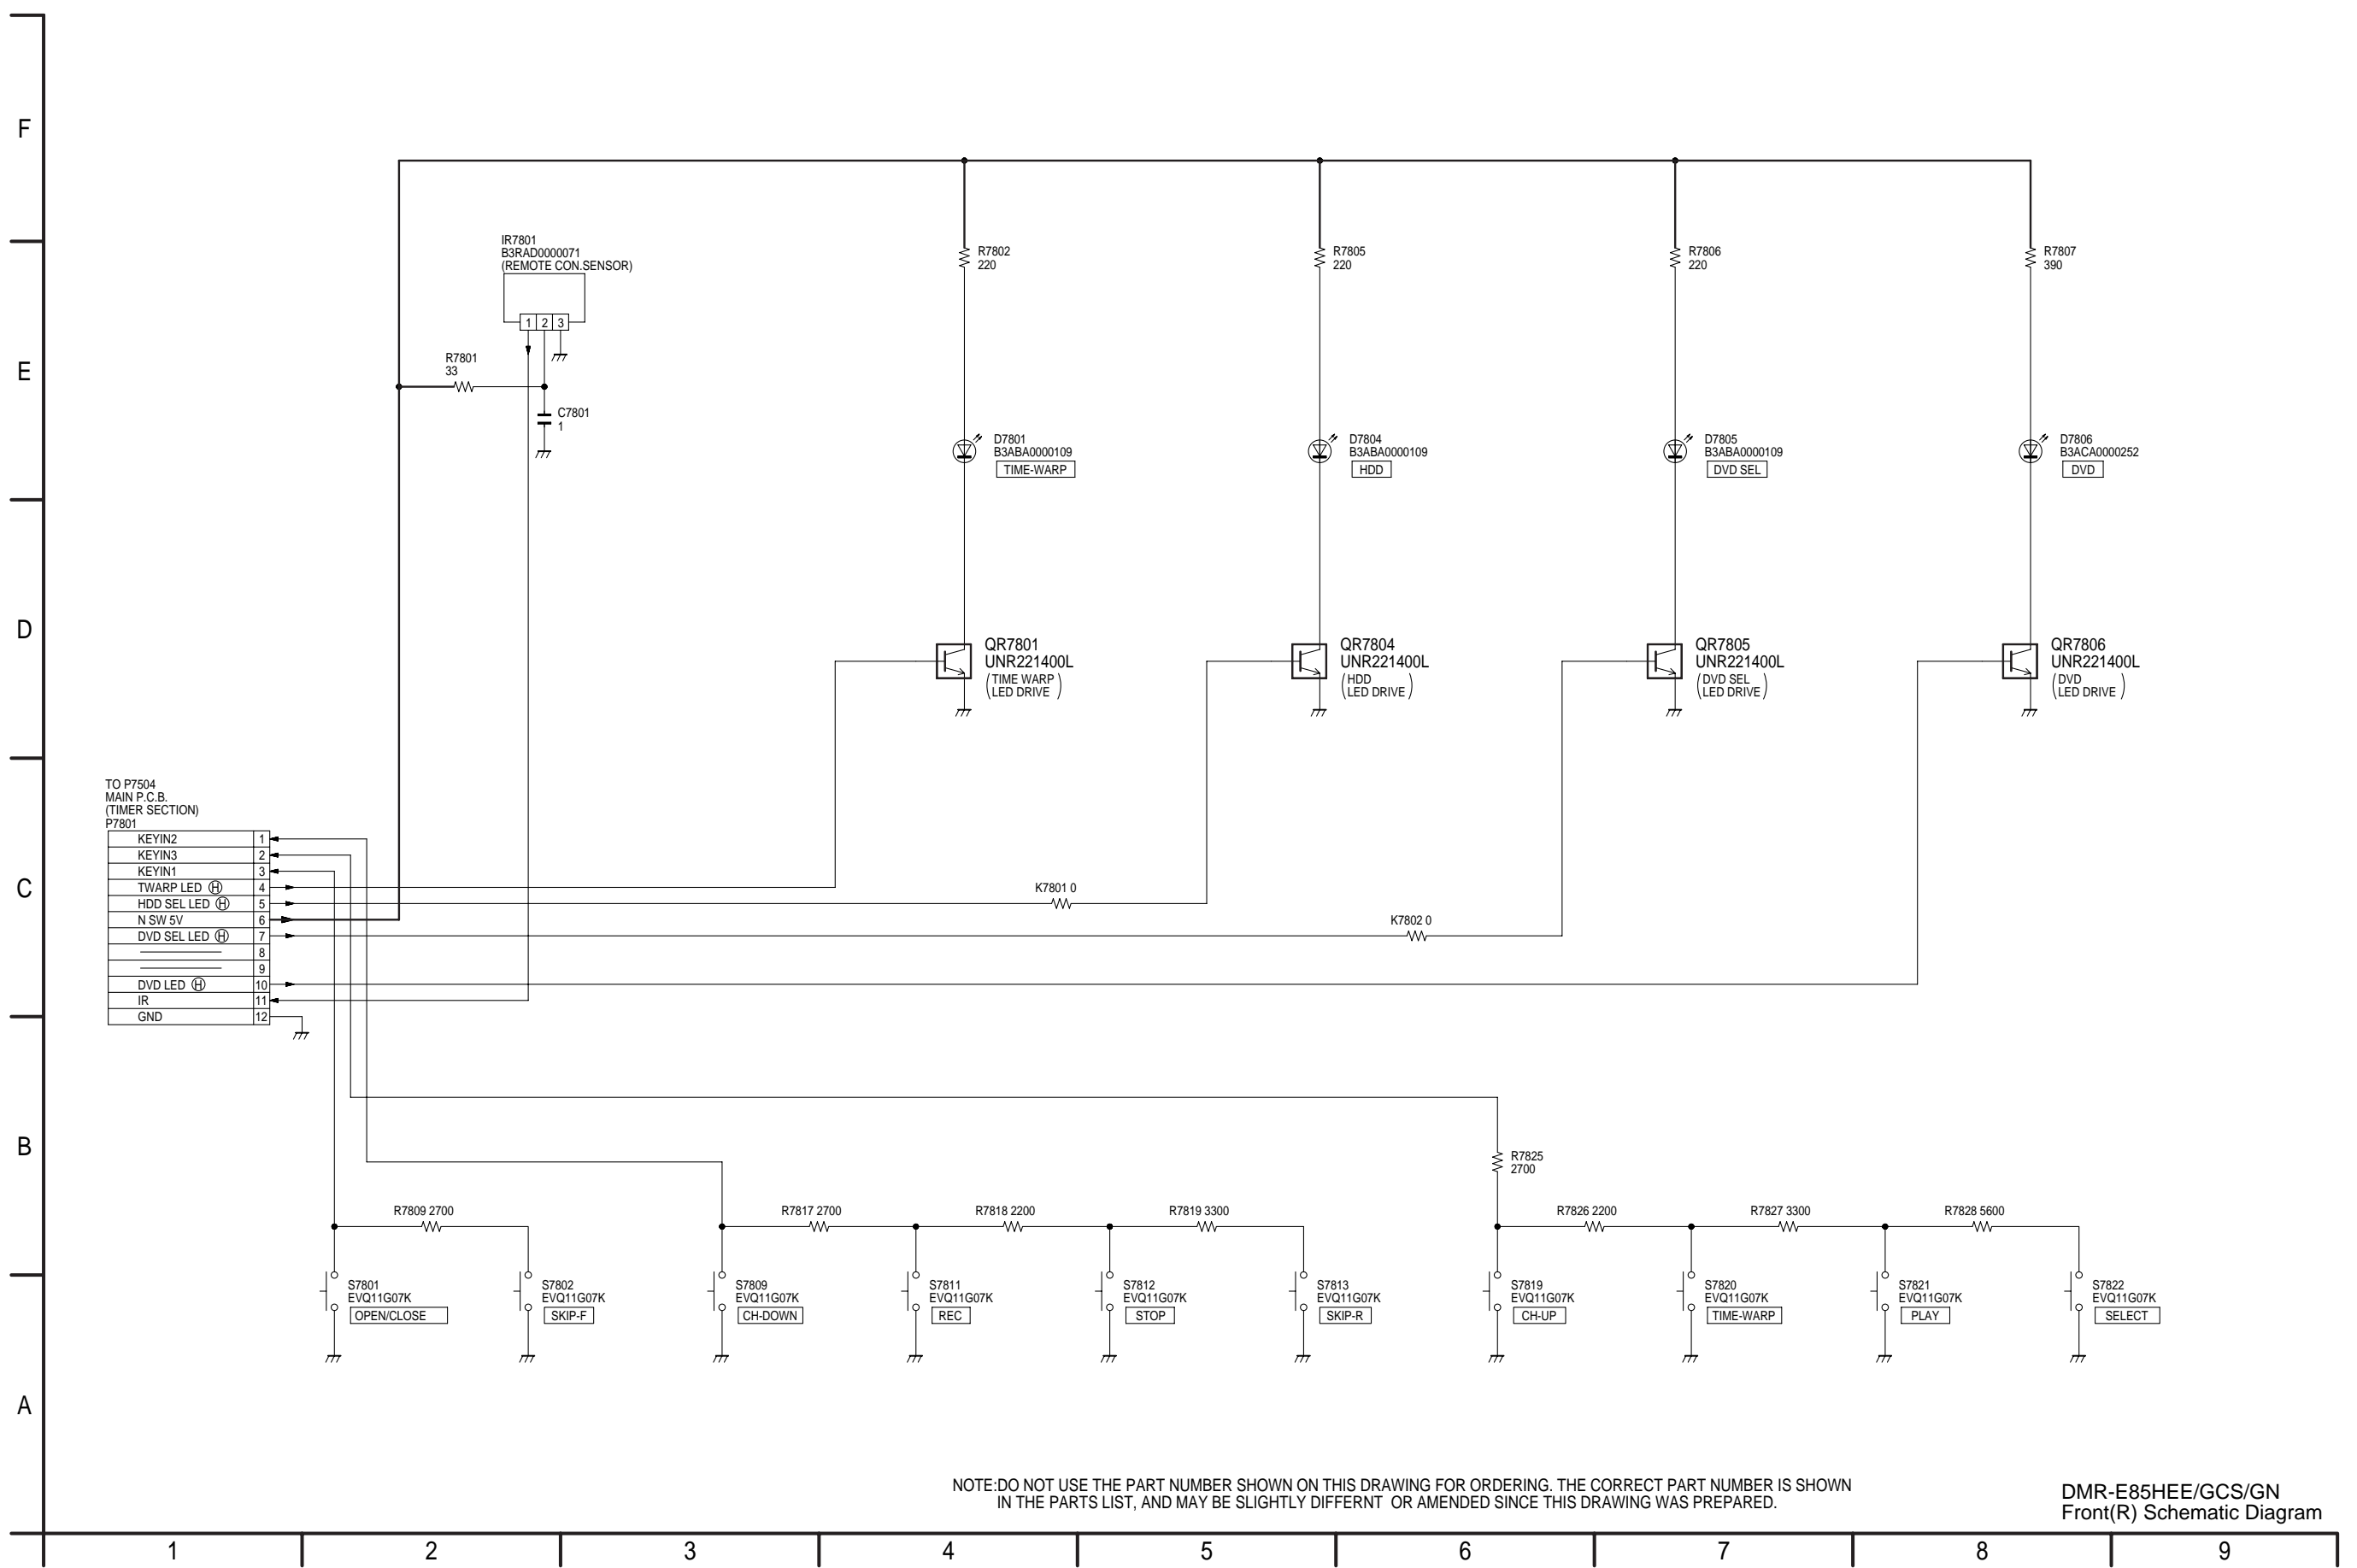 F
IR7801
B3RAD0000071
(REMOTE CON.SENSOR)
1 2 3
R7802
220
R7805
220
R7806
220
R7807
390
E
R7801
33
C7801
1
D7801
B3ABA0000109
TIME-WARP
D7804
B3ABA0000109
HDD
D7805
B3ABA0000109
DVD SEL
D7806
B3ACA0000252
DVD
D
QR7801
UNR221400L
(TIME WARP
LED DRIVE)
QR7804
UNR221400L
(HDD
LED DRIVE)
QR7805
UNR221400L
(DVD SEL
LED DRIVE)
QR7806
UNR221400L
(DVD
LED DRIVE)
TO P7504
MAIN P.C.B.
(TIMER SECTION)
P7801
KEYIN2 1
KEYIN3 2
KEYIN1 3
TWARP LED Ⓗ 4
HDD SEL LED Ⓗ 5
N SW 5V 6
DVD SEL LED Ⓗ 7
8
9
DVD LED Ⓗ 10
IR 11
GND 12
C
K7801 0
K7802 0
B
R7825
2700
R7809 2700
R7817 2700
R7818 2200
R7819 3300
R7826 2200
R7827 3300
R7828 5600
S7801
EVQ11G07K
OPEN/CLOSE
S7802
EVQ11G07K
SKIP-F
S7809
EVQ11G07K
CH-DOWN
S7811
EVQ11G07K
REC
S7812
EVQ11G07K
STOP
S7813
EVQ11G07K
SKIP-R
S7819
EVQ11G07K
CH-UP
S7820
EVQ11G07K
TIME-WARP
S7821
EVQ11G07K
PLAY
S7822
EVQ11G07K
SELECT
A
NOTE:DO NOT USE THE PART NUMBER SHOWN ON THIS DRAWING FOR ORDERING. THE CORRECT PART NUMBER IS SHOWN
IN THE PARTS LIST, AND MAY BE SLIGHTLY DIFFERNT OR AMENDED SINCE THIS DRAWING WAS PREPARED.
DMR-E85HEE/GCS/GN
Front(R) Schematic Diagram
1 2 3 4 5 6 7 8 9